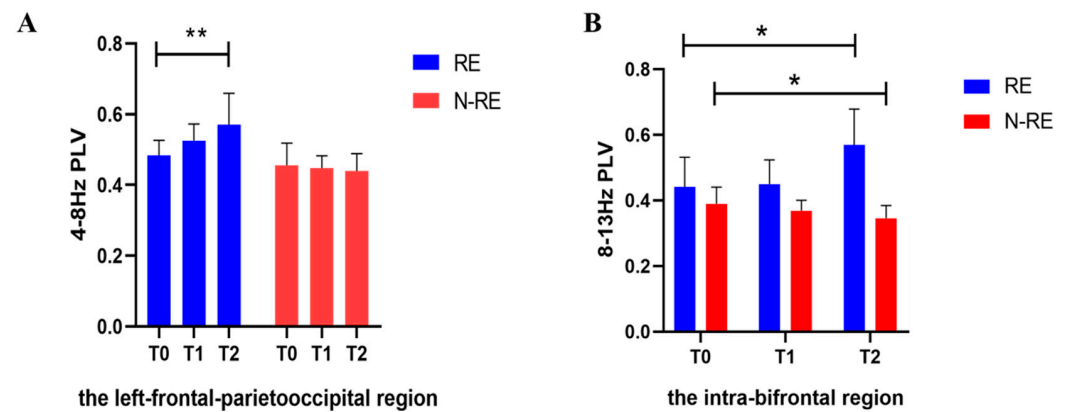 A
**
0.8
0.6
0.4
0.2
0.0
4-8Hz PLV
RE
N-RE
T0 T1 T2 T0 T1 T2
the left-frontal-parietooccipital region
B
*
*
0.8
0.6
0.4
0.2
0.0
8-13Hz PLV
RE
N-RE
T0 T1 T2
the intra-bifrontal region